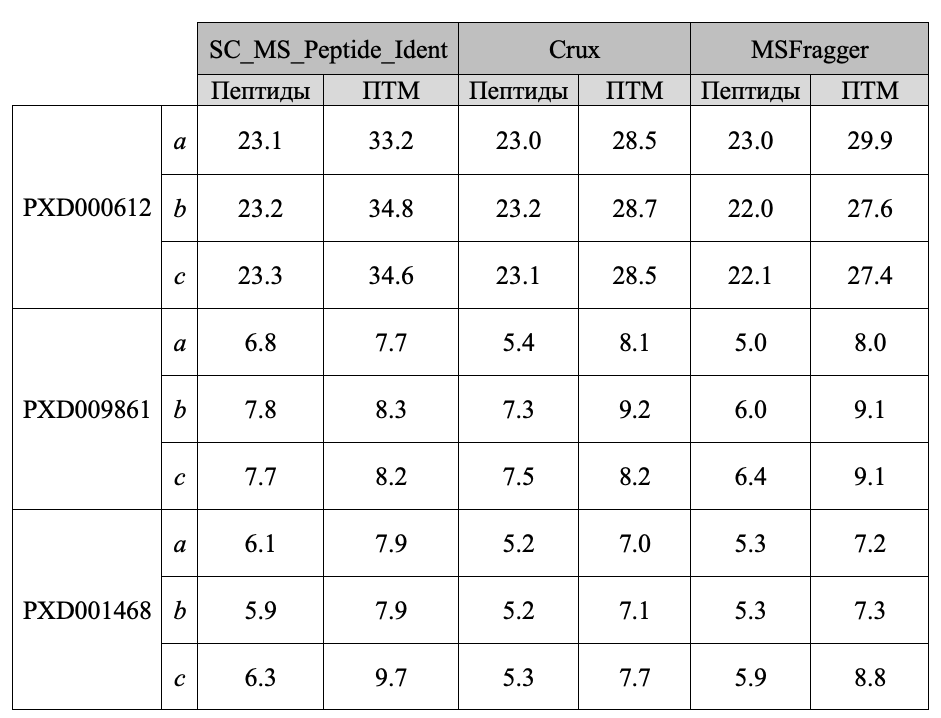 SC_MS_Peptide_Ident Crux MSFragger
Пептиды ПТМ Пептиды ПТМ Пептиды ПТМ
a 23.1 33.2 23.0 28.5 23.0 29.9
PXD000612 b 23.2 34.8 23.2 28.7 22.0 27.6
c 23.3 34.6 23.1 28.5 22.1 27.4
a 6.8 7.7 5.4 8.1 5.0 8.0
PXD009861 b 7.8 8.3 7.3 9.2 6.0 9.1
c 7.7 8.2 7.5 8.2 6.4 9.1
a 6.1 7.9 5.2 7.0 5.3 7.2
PXD001468 b 5.9 7.9 5.2 7.1 5.3 7.3
c 6.3 9.7 5.3 7.7 5.9 8.8